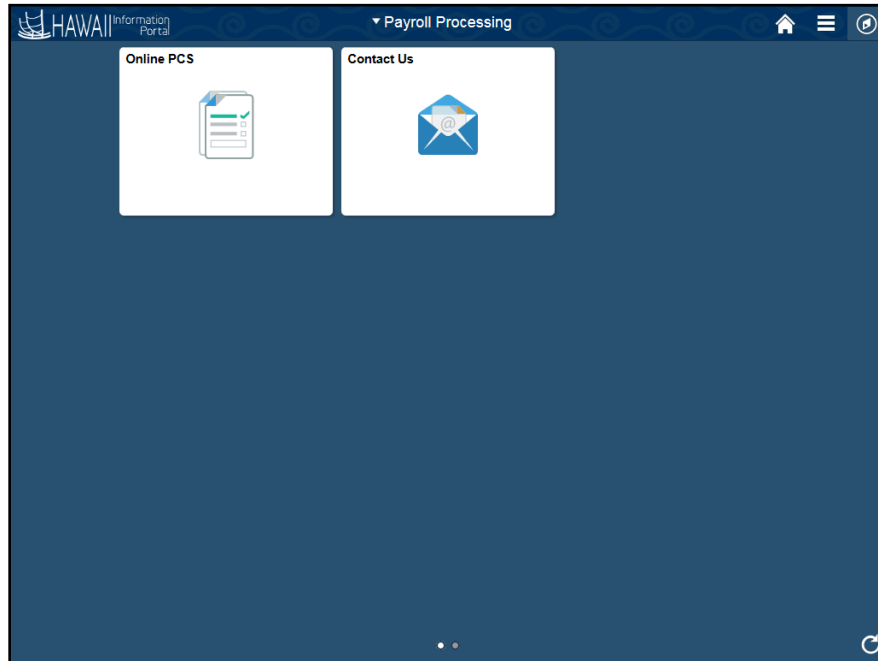 HAWAII Information
Portal
Payroll Processing
Online PCS
Contact Us
@